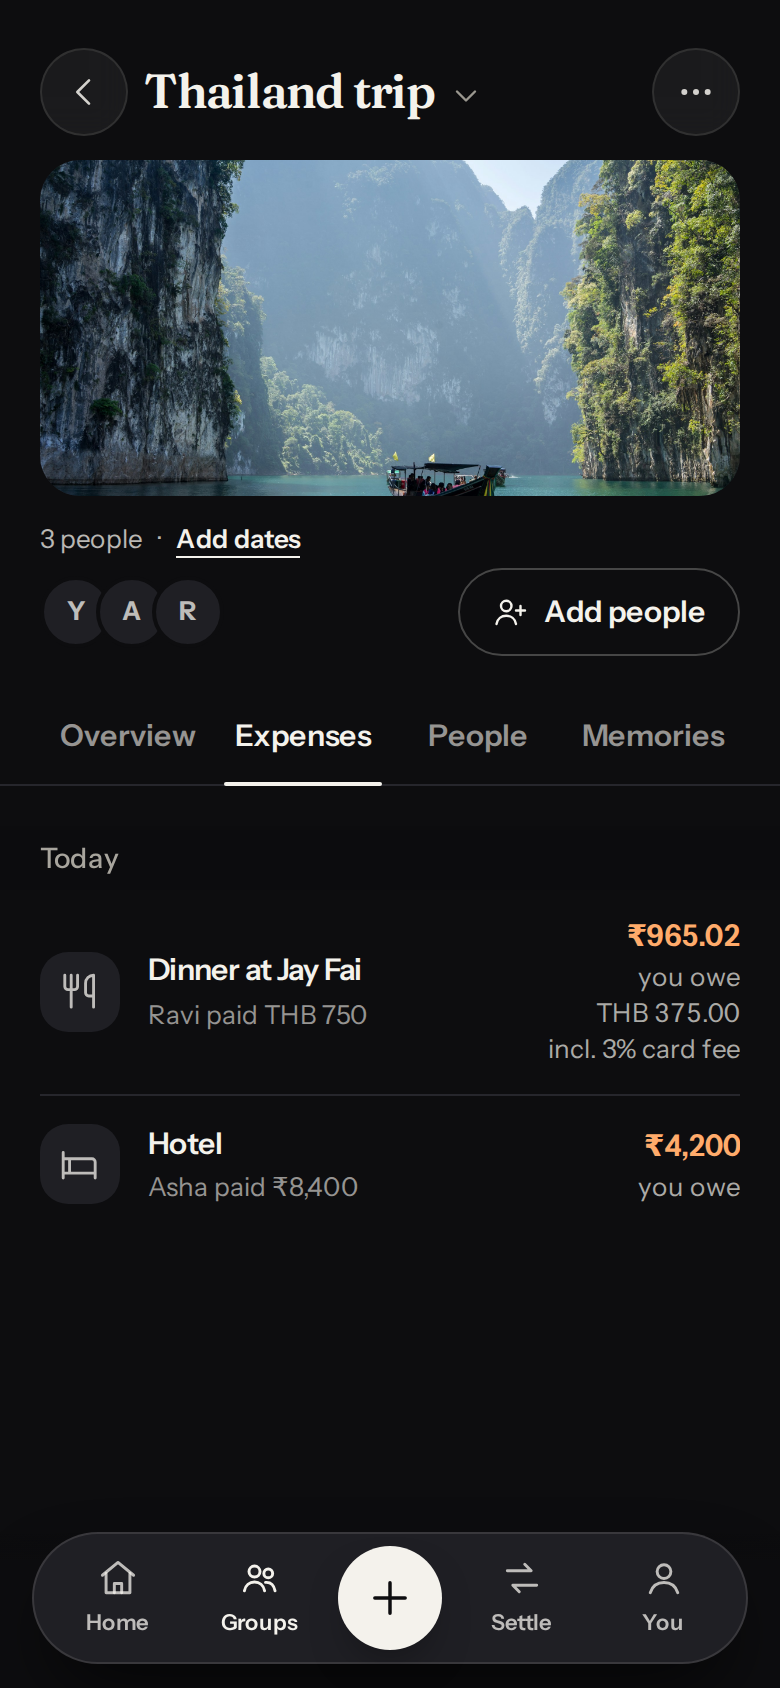 Thailand trip
3 people · Add dates
Y A R
Add people
Overview Expenses People Memories
Today
₹965.02
Dinner at Jay Fai
you owe
Ravi paid THB 750
THB 375.00
incl. 3% card fee
Hotel
₹4,200
Asha paid ₹8,400
you owe
Home Groups Settle You